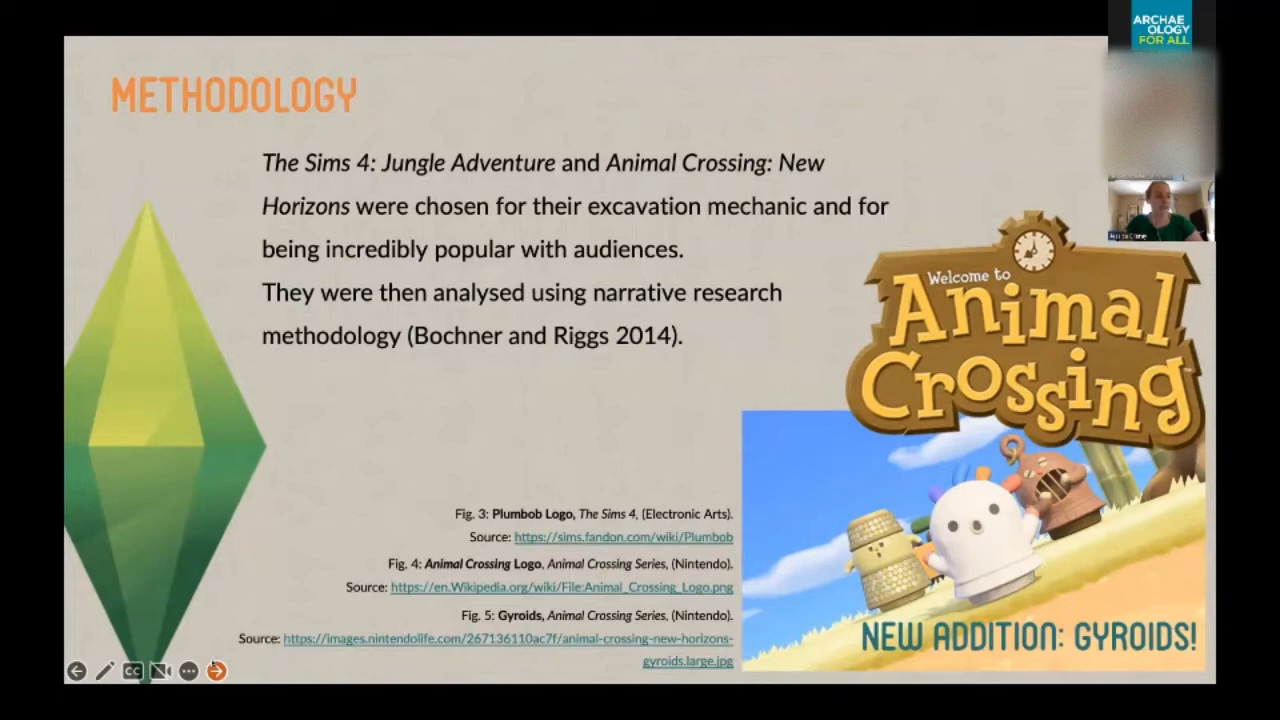 ARCHAE
OLOGY
FOR ALL
METHODOLOGY
The Sims 4: Jungle Adventure and Animal Crossing: New
Horizons were chosen for their excavation mechanic and for
being incredibly popular with audiences.
They were then analysed using narrative research
methodology (Bochner and Riggs 2014).
Welcome to
Animal
Crossing
Fig. 3: Plumbob Logo, The Sims 4, (Electronic Arts).
Source: https://sims.fandom.com/wiki/Plumbob
Fig. 4: Animal Crossing Logo, Animal Crossing Series, (Nintendo).
Source: https://en.Wikipedia.org/wiki/File:Animal_Crossing_Logo.png
Fig. 5: Gyroids, Animal Crossing Series, (Nintendo).
Source: https://images.nintendolife.com/267136110ac7f/animal-crossing-new-horizons-
gyroids.large.jpg
NEW ADDITION: GYROIDS!
CC